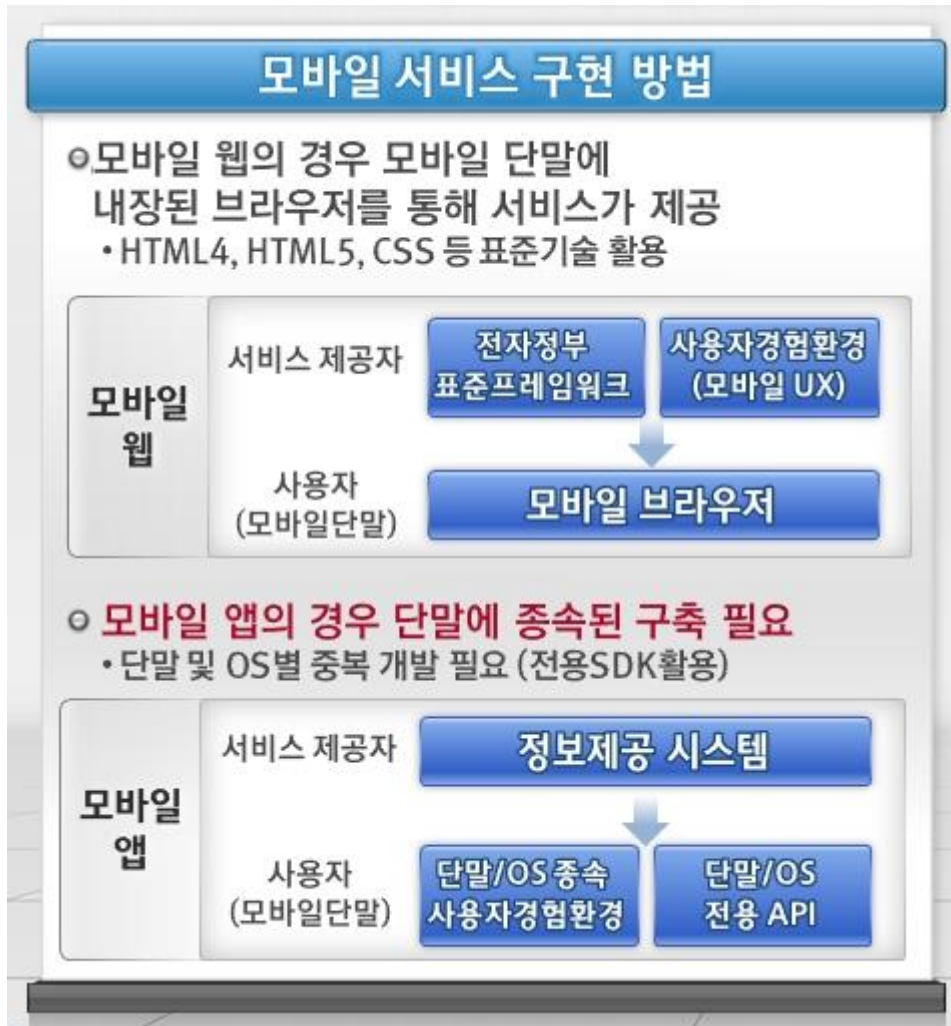 모바일 서비스 구현 방법
모바일 웹의 경우 모바일 단말에
내장된 브라우저를 통해 서비스가 제공
• HTML4, HTML5, CSS 등 표준기술 활용
모바일
웹
서비스 제공자
전자정부
표준프레임워크
사용자경험환경
(모바일 UX)
사용자
(모바일단말)
모바일 브라우저
모바일 앱의 경우 단말에 종속된 구축 필요
• 단말 및 OS별 중복 개발 필요 (전용SDK활용)
모바일
앱
서비스 제공자
정보제공 시스템
사용자
(모바일단말)
단말/OS 종속
사용자경험환경
단말/OS
전용 API